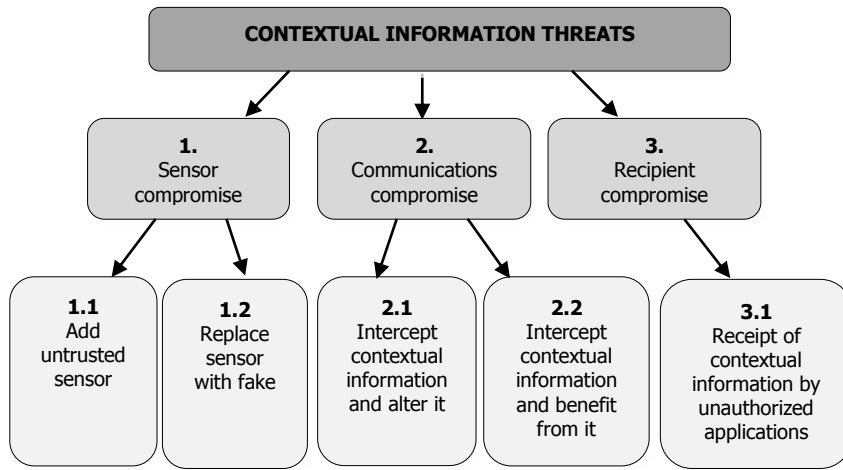 CONTEXTUAL INFORMATION THREATS
1.
Sensor
compromise
2.
Communications
compromise
3.
Recipient
compromise
1.1
Add
untrusted
sensor
1.2
Replace
sensor
with fake
2.1
Intercept
contextual
information
and alter it
2.2
Intercept
contextual
information
and benefit
from it
3.1
Receipt of
contextual
information by
unauthorized
applications